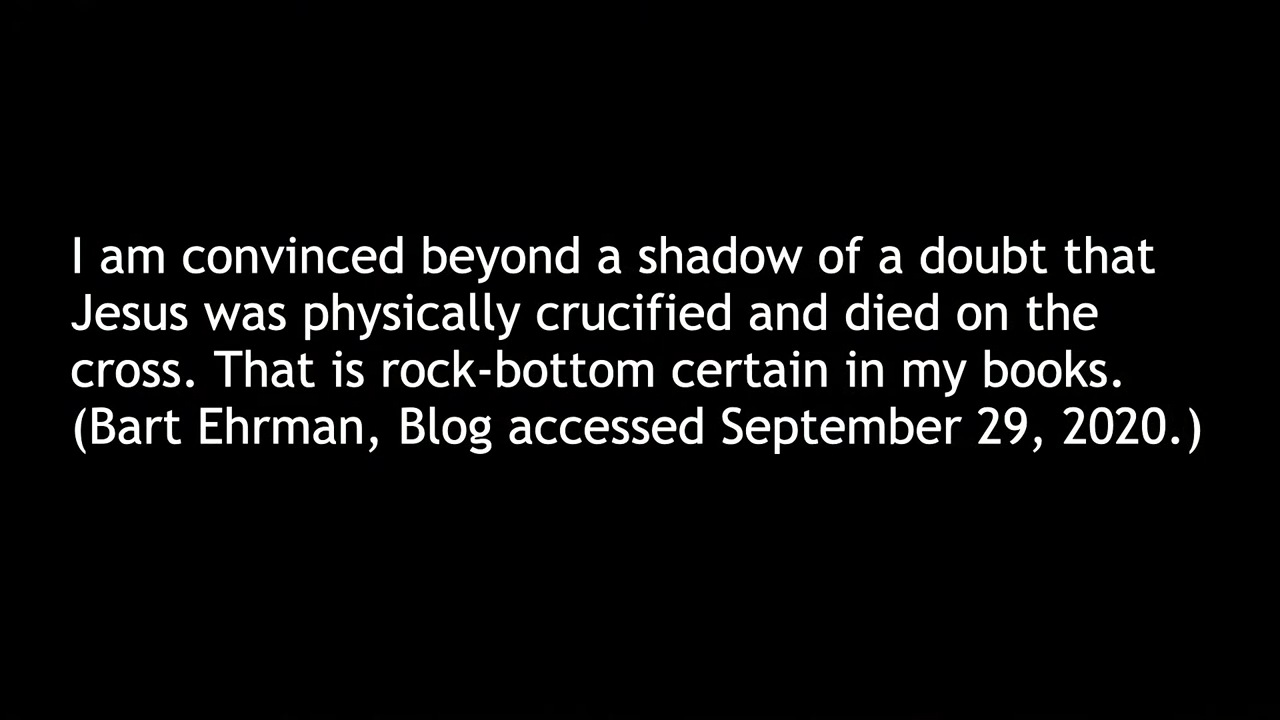 I am convinced beyond a shadow of a doubt that
Jesus was physically crucified and died on the
cross. That is rock-bottom certain in my books.
(Bart Ehrman, Blog accessed September 29, 2020.)